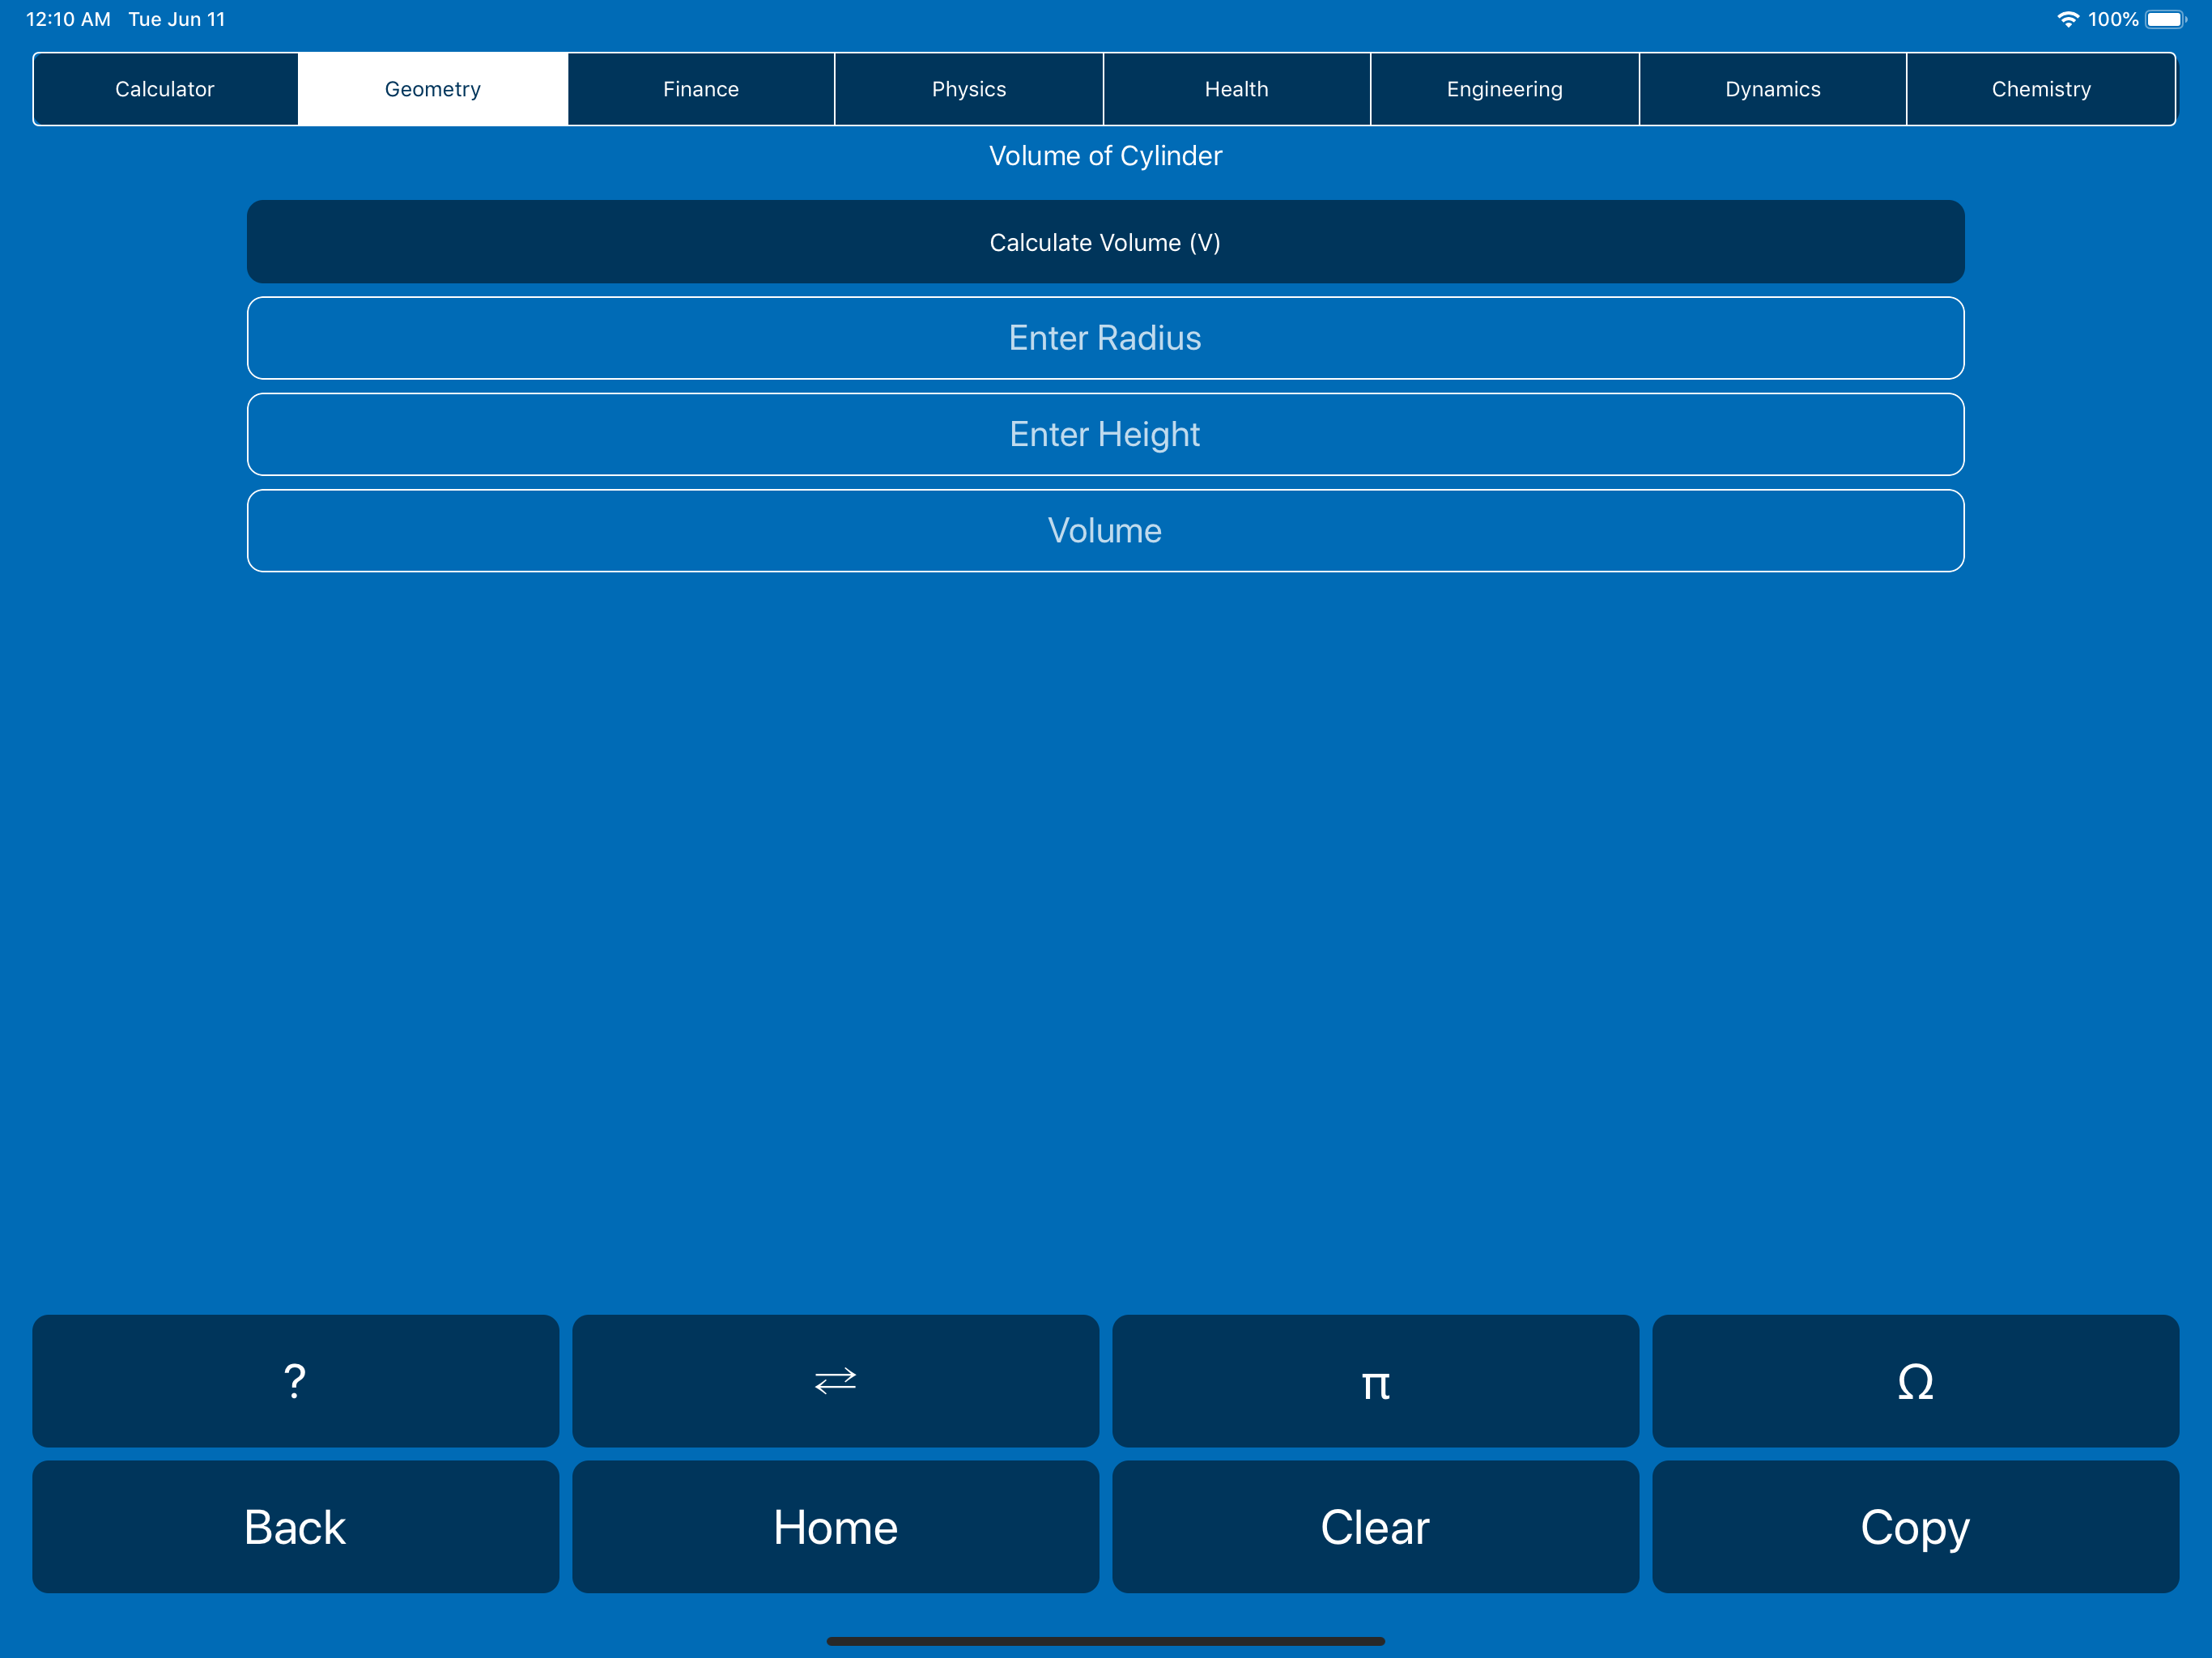 12:10 AM Tue Jun 11 100%
Calculator Geometry Finance Physics Health Engineering Dynamics Chemistry
Volume of Cylinder
Calculate Volume (V)
Enter Radius
Enter Height
Volume
? ⇄ π Ω
Back Home Clear Copy